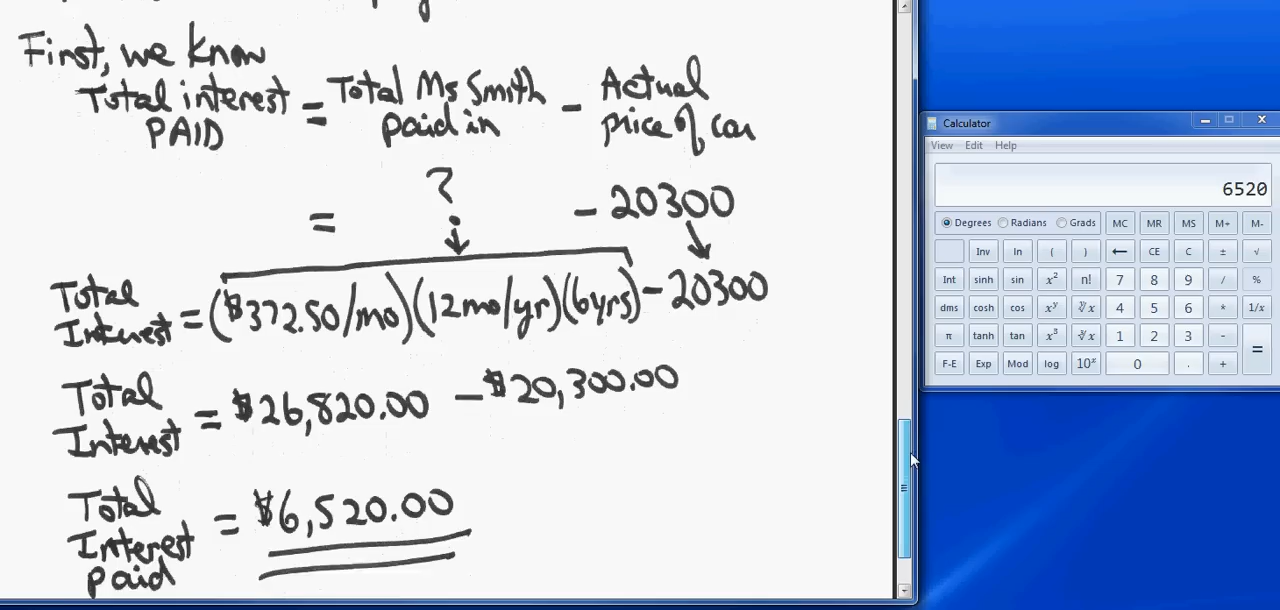 First, we know
Total interest PAID = Total Ms Smith paid in - Actual price of car
= ? - 20300
Total Interest = ($372.50/mo)(12mo/yr)(6yrs) - 20300
Total Interest = $26,820.00 - $20,300.00
Total Interest paid = $6,520.00
Calculator
View Edit Help
6520
Degrees Radians Grads MC MR MS M+ M-
Inv ln ( ) ← CE C ± √
Int sinh sin x² n! 7 8 9 / %
dms cosh cos xʸ ʸ√x 4 5 6 * 1/x
π tanh tan x³ ³√x 1 2 3 - =
F-E Exp Mod log 10ˣ 0 . +